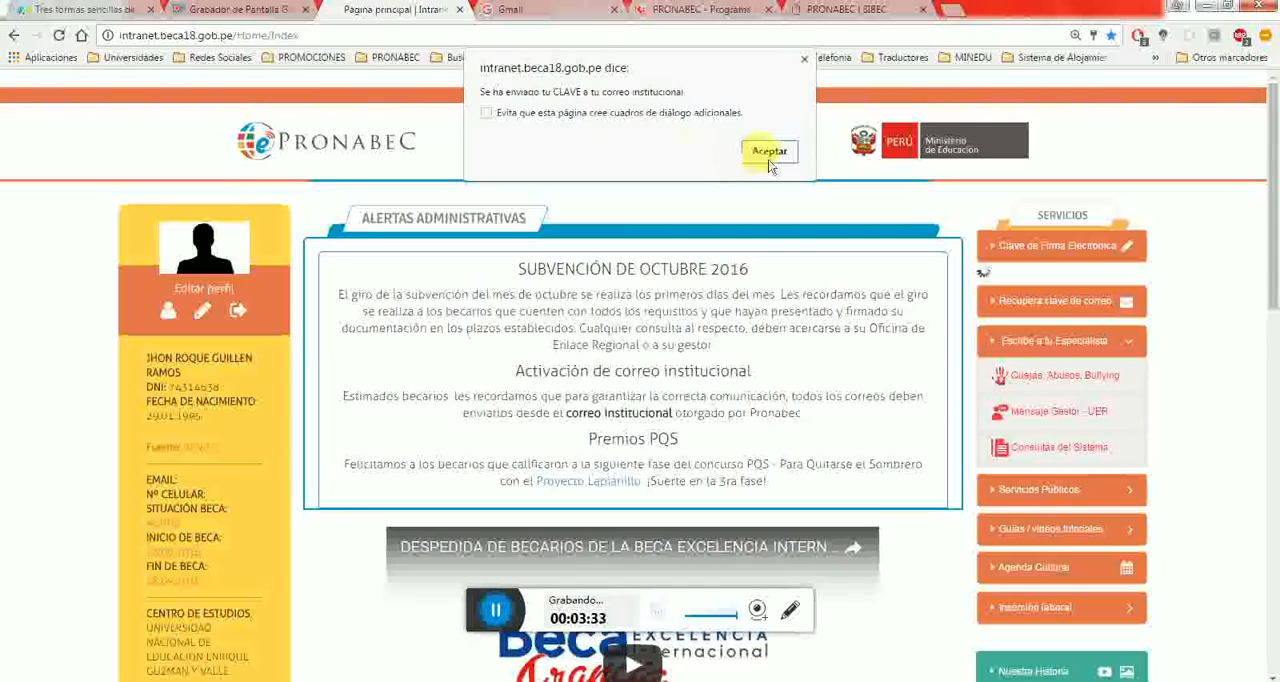 Tres formas sencillas de
Grabador de Pantalla G
Página principal | Intran
Gmail
PRONABEC - Programa
PRONABEC | SIBEC
intranet.beca18.gob.pe/Home/Index
Aplicaciones
Universidades
Redes Sociales
PROMOCIONES
PRONABEC
Traductores
MINEDU
Sistema de Alojamier
»
Otros marcadores
intranet.beca18.gob.pe dice:
Se ha enviado tu CLAVE a tu correo institucional
Evita que esta página cree cuadros de diálogo adicionales.
Aceptar
PRONABEC
PERÚ
Ministerio
de Educación
Editar perfil
JHON ROQUE GUILLEN
RAMOS
DNI: 74314638
FECHA DE NACIMIENTO:
EMAIL:
Nº CELULAR:
SITUACIÓN BECA:
INICIO DE BECA:
FIN DE BECA:
CENTRO DE ESTUDIOS
UNIVERSIDAD
NACIONAL DE
EDUCACION ENRIQUE
GUZMAN Y VALLE
ALERTAS ADMINISTRATIVAS
SUBVENCIÓN DE OCTUBRE 2016
El giro de la subvención del mes de octubre se realiza los primeros días del mes. Les recordamos que el giro
se realiza a los becarios que cuenten con todos los requisitos y que hayan presentado y firmado su
documentación en los plazos establecidos. Cualquier consulta al respecto, deben acercarse a su Oficina de
Enlace Regional o a su gestor
Activación de correo institucional
Estimados becarios les recordamos que para garantizar la correcta comunicación, todos los correos deben
enviarlos desde el correo institucional otorgado por Pronabec
Premios PQS
Felicitamos a los becarios que calificaron a la siguiente fase del concurso PQS - Para Quitarse el Sombrero
con el Proyecto Lapianillo. ¡Suerte en la 3ra fase!
DESPEDIDA DE BECARIOS DE LA BECA EXCELENCIA INTERN ...
Grabando...
00:03:33
Beca EXCELENCIA
Internacional
SERVICIOS
Clave de Firma Electronica
Recupera clave de correo
Escribe a tu Especialista
Quejas, Abusos, Bullying
Mensaje Gestor - UER
Consultas del Sistema
Servicios Públicos
Guías / videos tutoriales
Agenda Cultural
Inserción laboral
Nuestra Historia